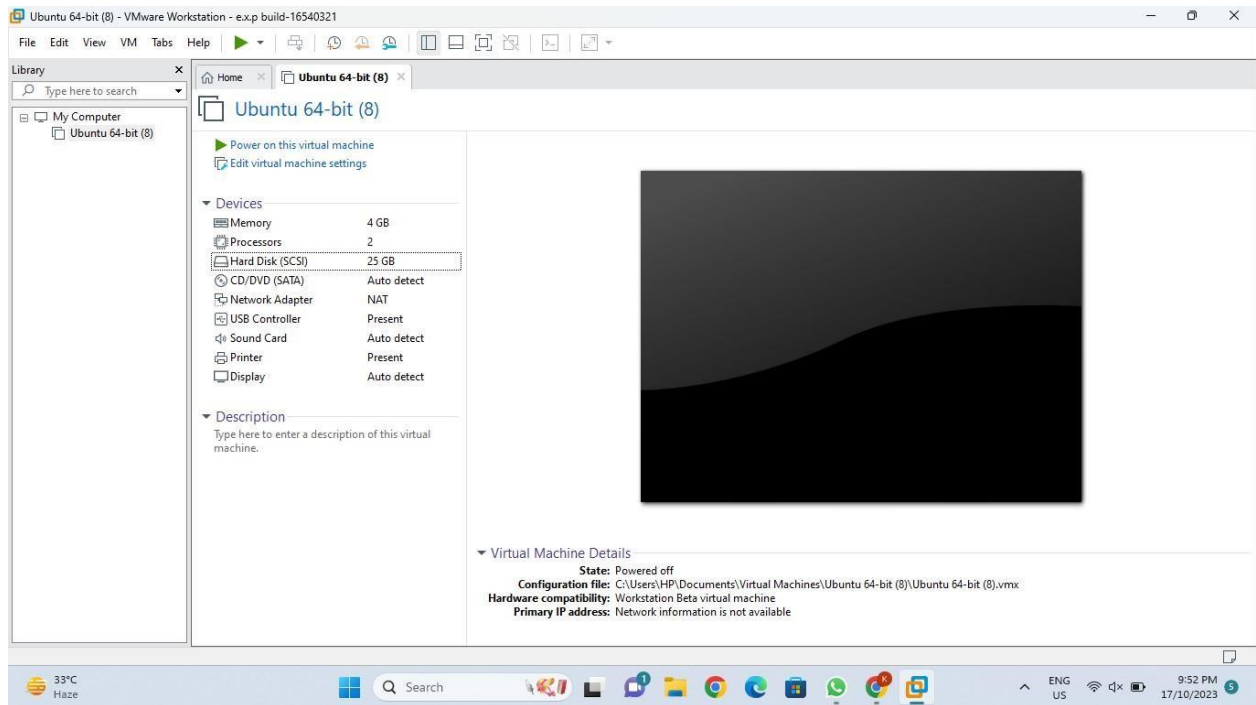 Ubuntu 64-bit (8) - VMware Workstation - e.x.p build-16540321
File Edit View VM Tabs Help
Library
Type here to search
My Computer
Ubuntu 64-bit (8)
Home
Ubuntu 64-bit (8)
Ubuntu 64-bit (8)
Power on this virtual machine
Edit virtual machine settings
Devices
Memory 4 GB
Processors 2
Hard Disk (SCSI) 25 GB
CD/DVD (SATA) Auto detect
Network Adapter NAT
USB Controller Present
Sound Card Auto detect
Printer Present
Display Auto detect
Description
Type here to enter a description of this virtual
machine.
Virtual Machine Details
State: Powered off
Configuration file: C:\Users\HP\Documents\Virtual Machines\Ubuntu 64-bit (8)\Ubuntu 64-bit (8).vmx
Hardware compatibility: Workstation Beta virtual machine
Primary IP address: Network information is not available
33°C
Haze
Search
K
ENG
US
9:52 PM
17/10/2023
5